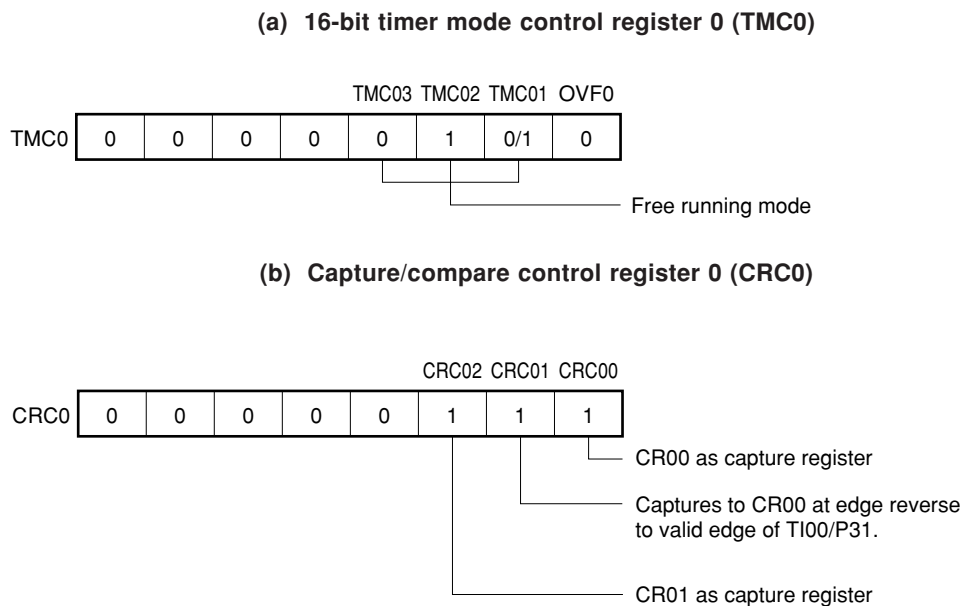 (a) 16-bit timer mode control register 0 (TMC0)
TMC03 TMC02 TMC01 OVF0
TMC0 0 0 0 0 0 1 0/1 0
Free running mode
(b) Capture/compare control register 0 (CRC0)
CRC02 CRC01 CRC00
CRC0 0 0 0 0 0 1 1 1
CR00 as capture register
Captures to CR00 at edge reverse
to valid edge of TI00/P31.
CR01 as capture register